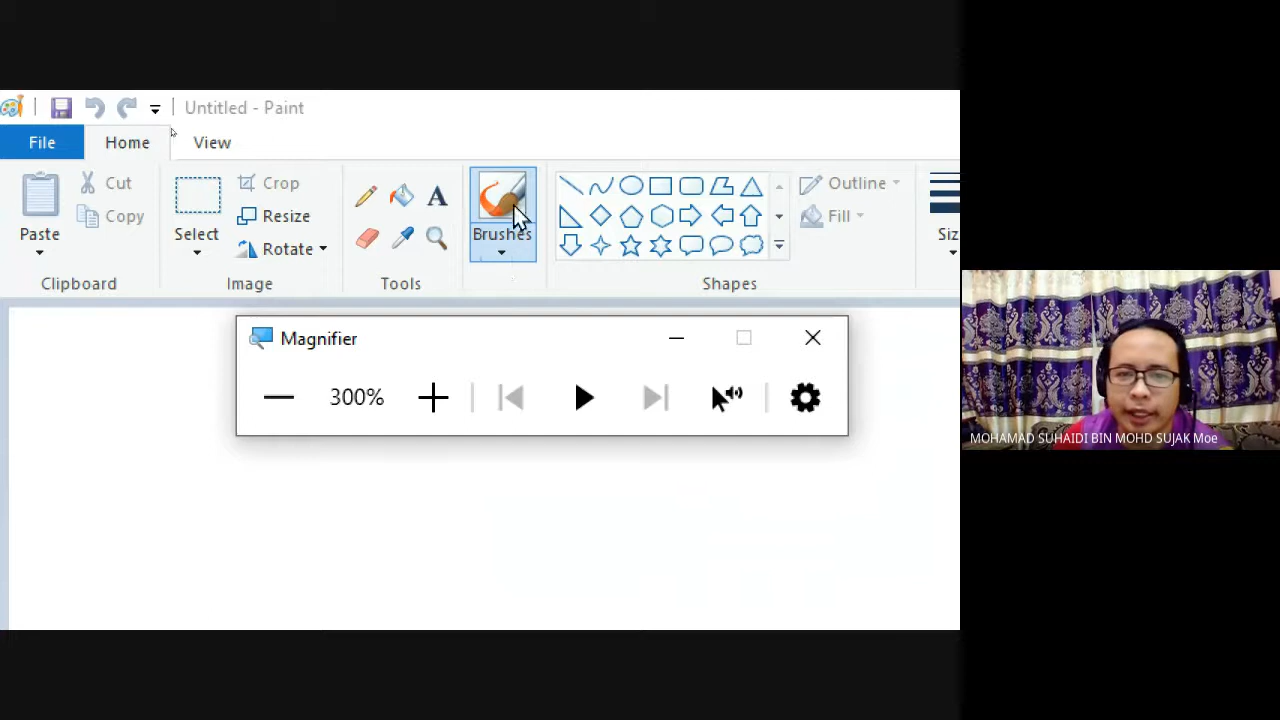 Untitled - Paint
File Home View
Paste
Cut
Copy
Clipboard
Select
Crop
Resize
Rotate
Image
A
Tools
Brushes
Outline
Fill
Shapes
Siz
Magnifier
300%
MOHAMAD SUHAIDI BIN MOHD SUJAK Moe